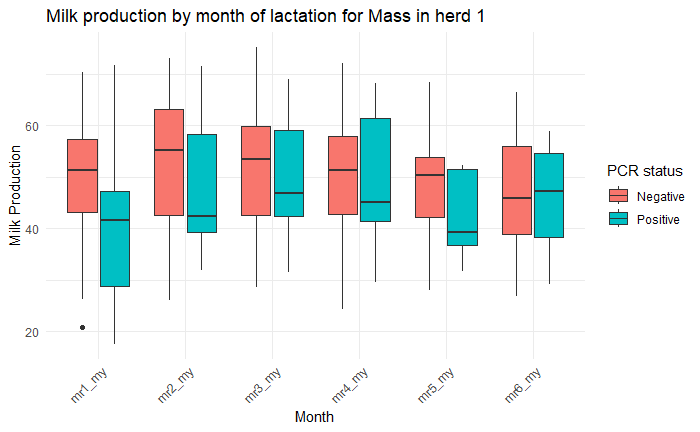 Milk production by month of lactation for Mass in herd 1
Milk Production
60
40
20
mr1_my
mr2_my
mr3_my
mr4_my
mr5_my
mr6_my
Month
PCR status
Negative
Positive